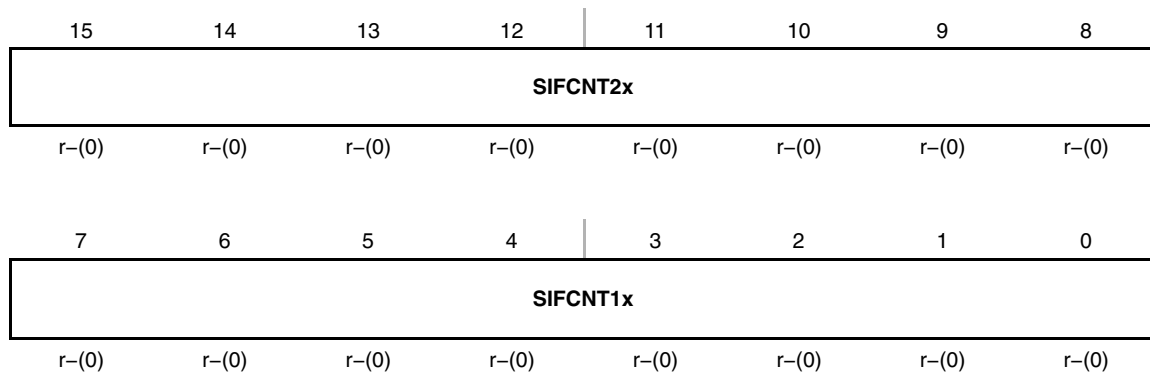 15 14 13 12 11 10 9 8
SIFCNT2x
r−(0) r−(0) r−(0) r−(0) r−(0) r−(0) r−(0) r−(0)
7 6 5 4 3 2 1 0
SIFCNT1x
r−(0) r−(0) r−(0) r−(0) r−(0) r−(0) r−(0) r−(0)